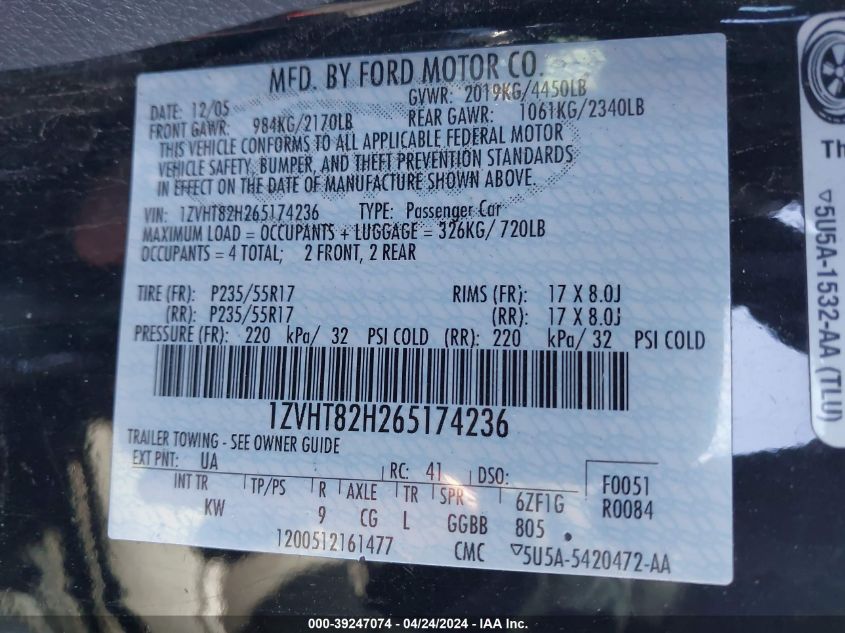 MFD. BY FORD MOTOR CO.
DATE: 12/05 GVWR: 2019KG/4450LB
FRONT GAWR: 984KG/2170LB REAR GAWR: 1061KG/2340LB
THIS VEHICLE CONFORMS TO ALL APPLICABLE FEDERAL MOTOR
VEHICLE SAFETY, BUMPER, AND THEFT PREVENTION STANDARDS
IN EFFECT ON THE DATE OF MANUFACTURE SHOWN ABOVE.
VIN: 1ZVHT82H265174236 TYPE: Passenger Car
MAXIMUM LOAD = OCCUPANTS + LUGGAGE = 326KG/ 720LB
OCCUPANTS = 4 TOTAL; 2 FRONT, 2 REAR
TIRE (FR): P235/55R17 RIMS (FR): 17 X 8.0J
(RR): P235/55R17 (RR): 17 X 8.0J
PRESSURE (FR): 220 kPa/ 32 PSI COLD (RR): 220 kPa/ 32 PSI COLD
1ZVHT82H265174236
TRAILER TOWING - SEE OWNER GUIDE
EXT PNT: UA RC: 41 DSO: F0051
INT TR TP/PS R AXLE TR SPR 6ZF1G R0084
KW 9 CG L GGBB 805 .
1200512161477 CMC ▽5U5A-5420472-AA
Th
▽5U5A-1532-AA (TLU)
000-39247074 - 04/24/2024 - IAA Inc.